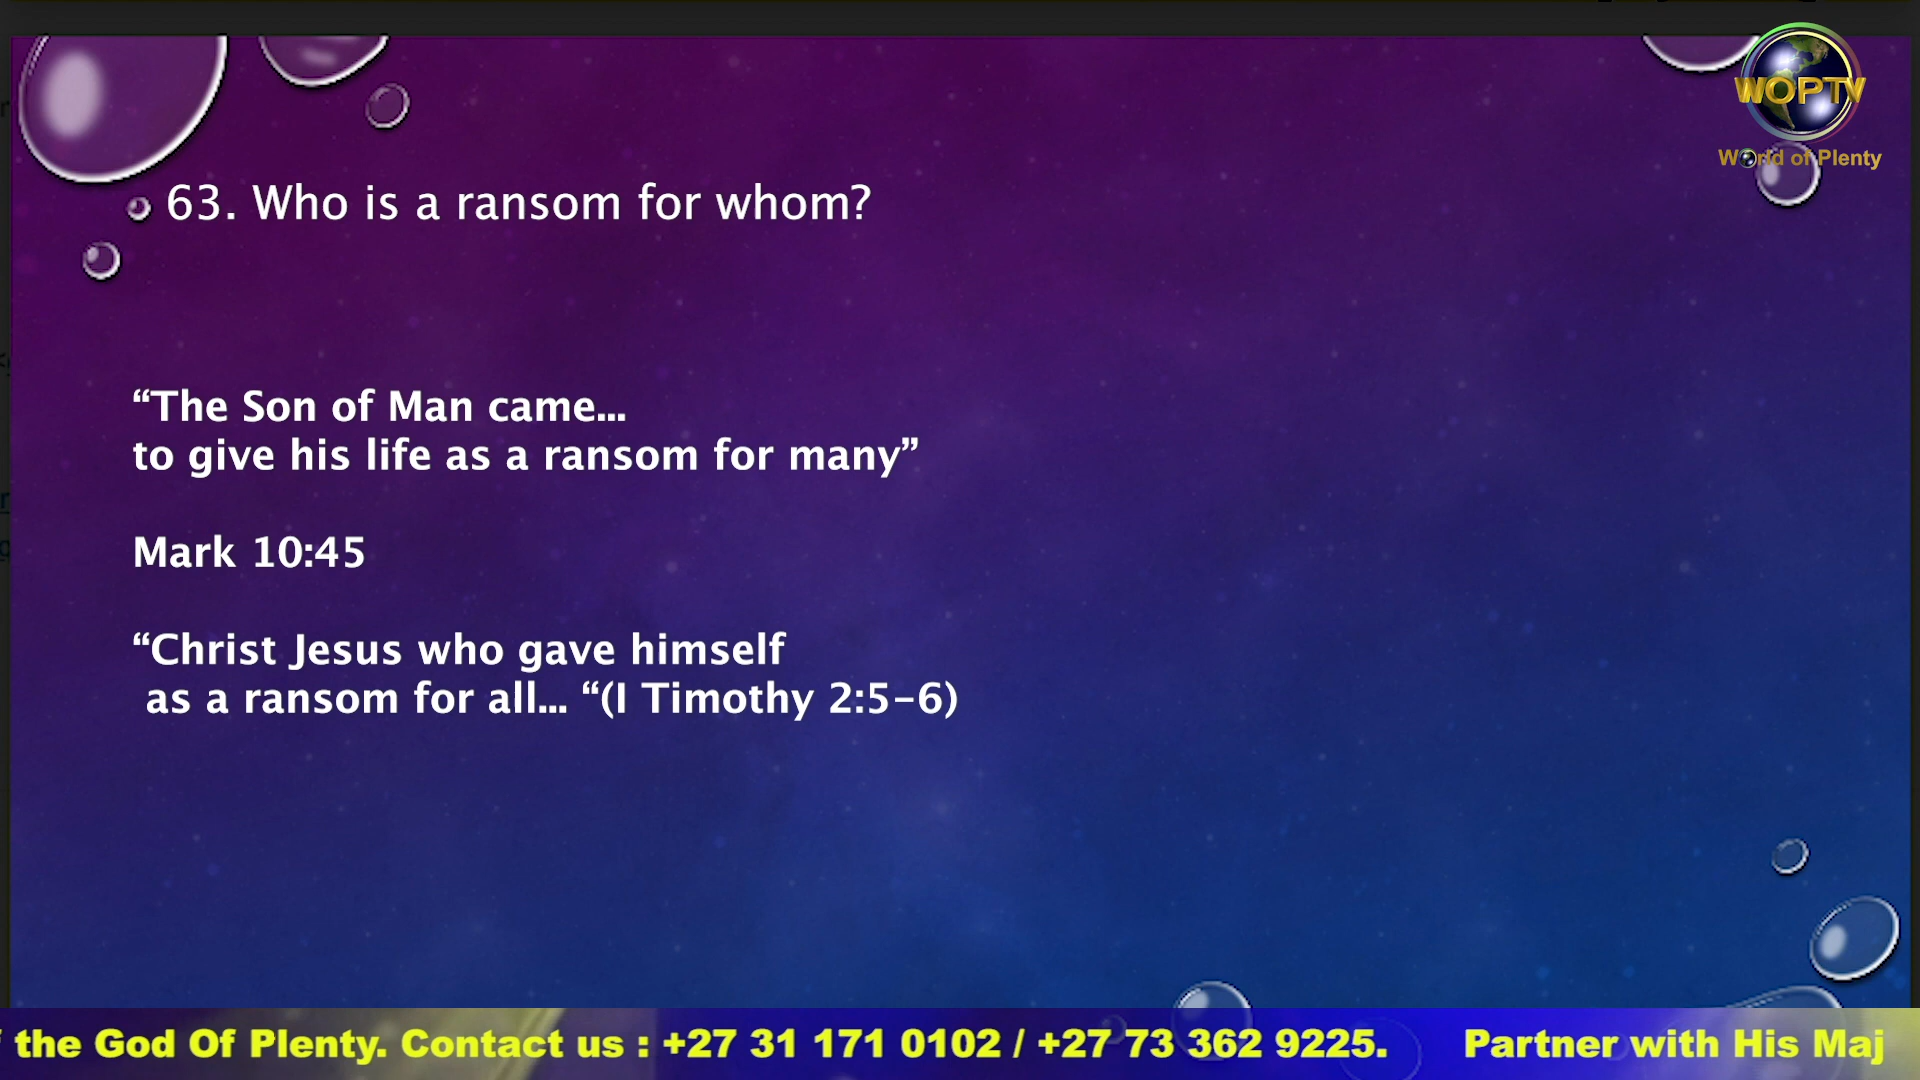 WOPTV
World of Plenty
63. Who is a ransom for whom?
“The Son of Man came...
to give his life as a ransom for many”
Mark 10:45
“Christ Jesus who gave himself
as a ransom for all... “(I Timothy 2:5-6)
the God Of Plenty. Contact us : +27 31 171 0102 / +27 73 362 9225. Partner with His Maj